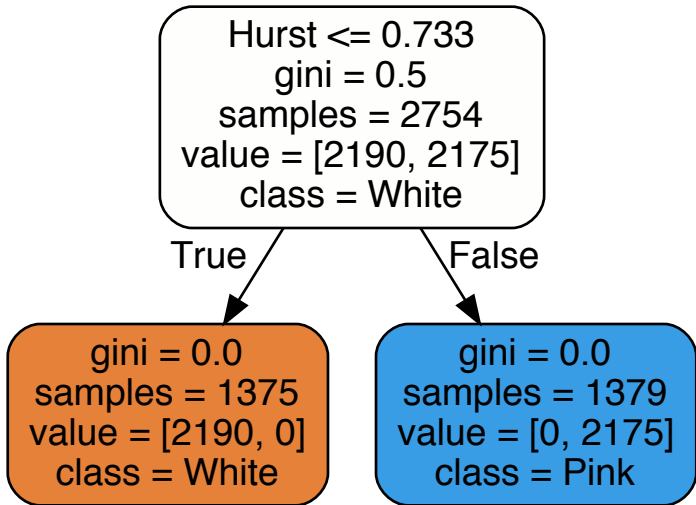 Hurst <= 0.733
gini = 0.5
samples = 2754
value = [2190, 2175]
class = White
True
False
gini = 0.0
samples = 1375
value = [2190, 0]
class = White
gini = 0.0
samples = 1379
value = [0, 2175]
class = Pink